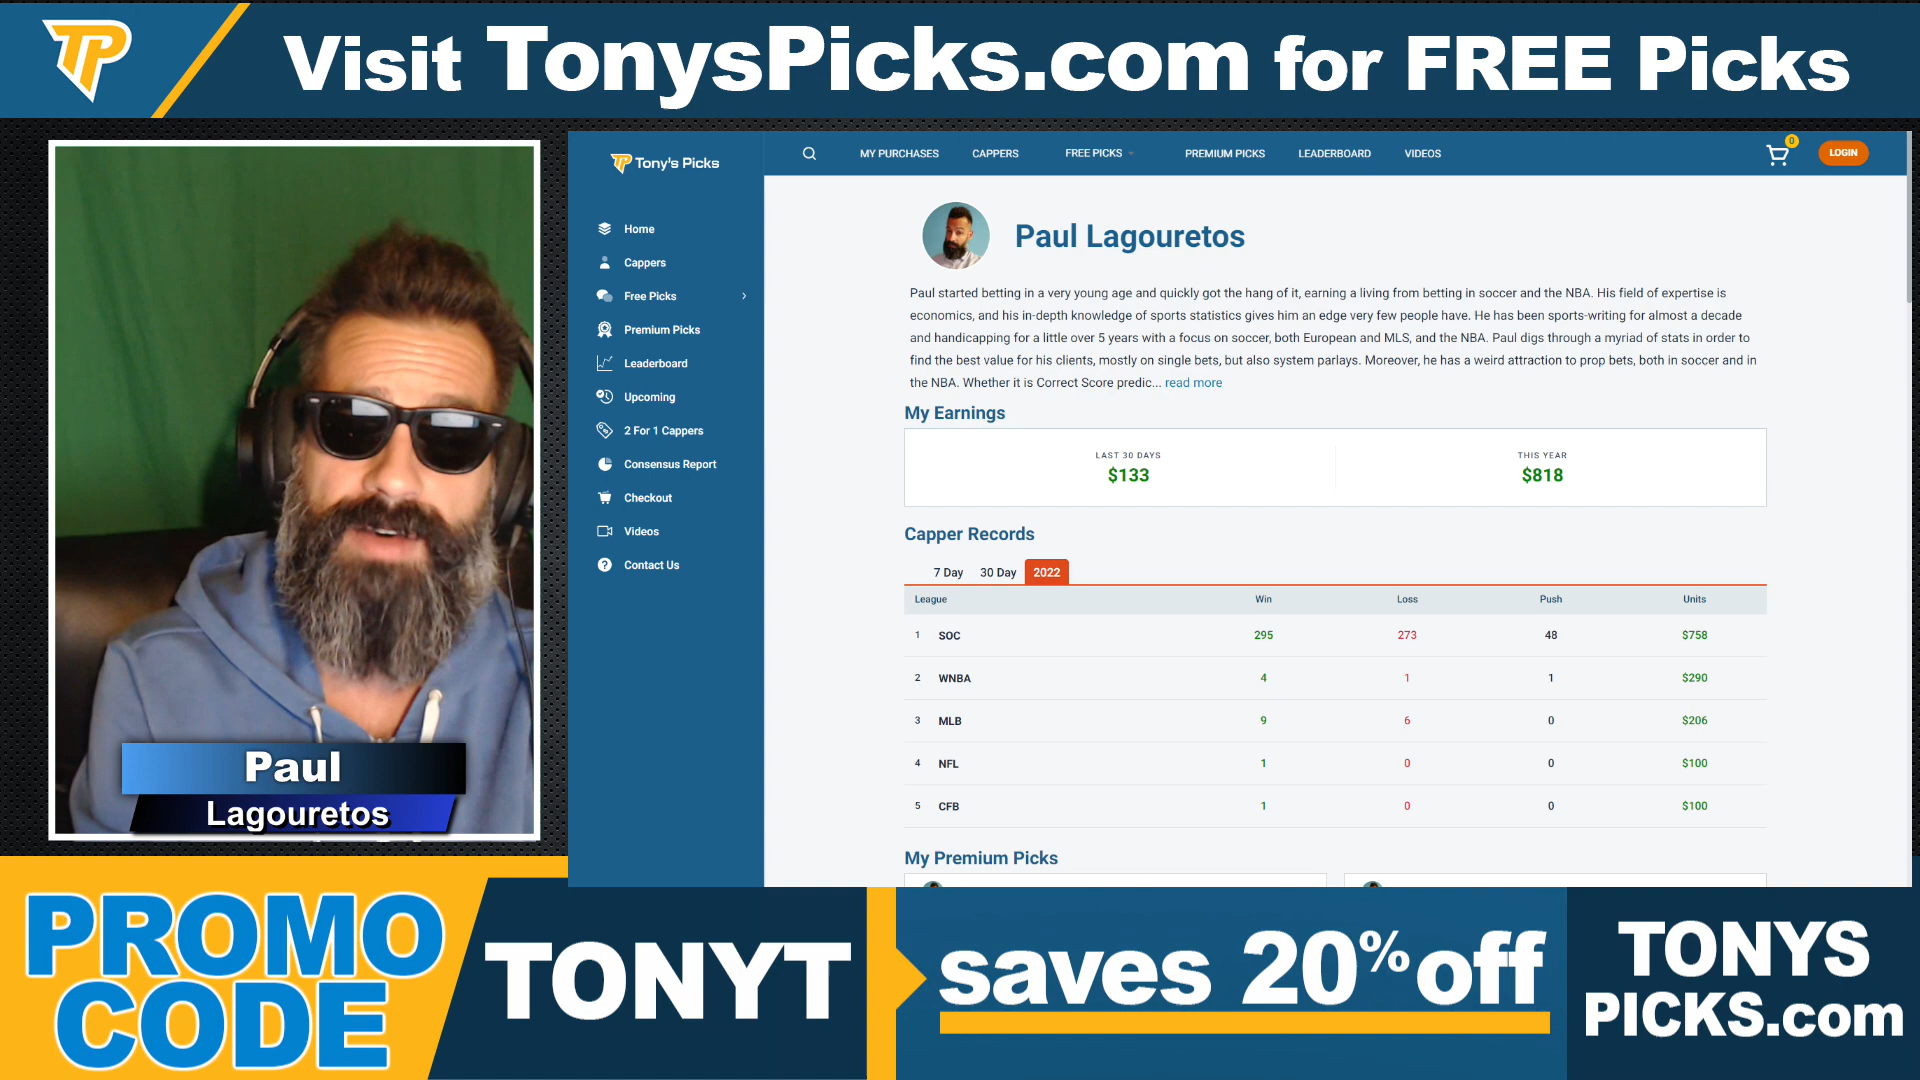 TP
Visit TonysPicks.com for FREE Picks
TP Tony's Picks
MY PURCHASES CAPPERS FREE PICKS PREMIUM PICKS LEADERBOARD VIDEOS 0 LOGIN
Home
Cappers
Free Picks
Premium Picks
Leaderboard
Upcoming
2 For 1 Cappers
Consensus Report
Checkout
Videos
Contact Us
Paul Lagouretos
Paul started betting in a very young age and quickly got the hang of it, earning a living from betting in soccer and the NBA. His field of expertise is
economics, and his in-depth knowledge of sports statistics gives him an edge very few people have. He has been sports-writing for almost a decade
and handicapping for a little over 5 years with a focus on soccer, both European and MLS, and the NBA. Paul digs through a myriad of stats in order to
find the best value for his clients, mostly on single bets, but also system parlays. Moreover, he has a weird attraction to prop bets, both in soccer and in
the NBA. Whether it is Correct Score predic... read more
My Earnings
LAST 30 DAYS THIS YEAR
$133 $818
Capper Records
7 Day 30 Day 2022
League Win Loss Push Units
1 SOC 295 273 48 $758
2 WNBA 4 1 1 $290
3 MLB 9 6 0 $206
4 NFL 1 0 0 $100
5 CFB 1 0 0 $100
My Premium Picks
Paul
Lagouretos
PROMO
CODE
TONYT
saves 20% off
TONYS
PICKS.com